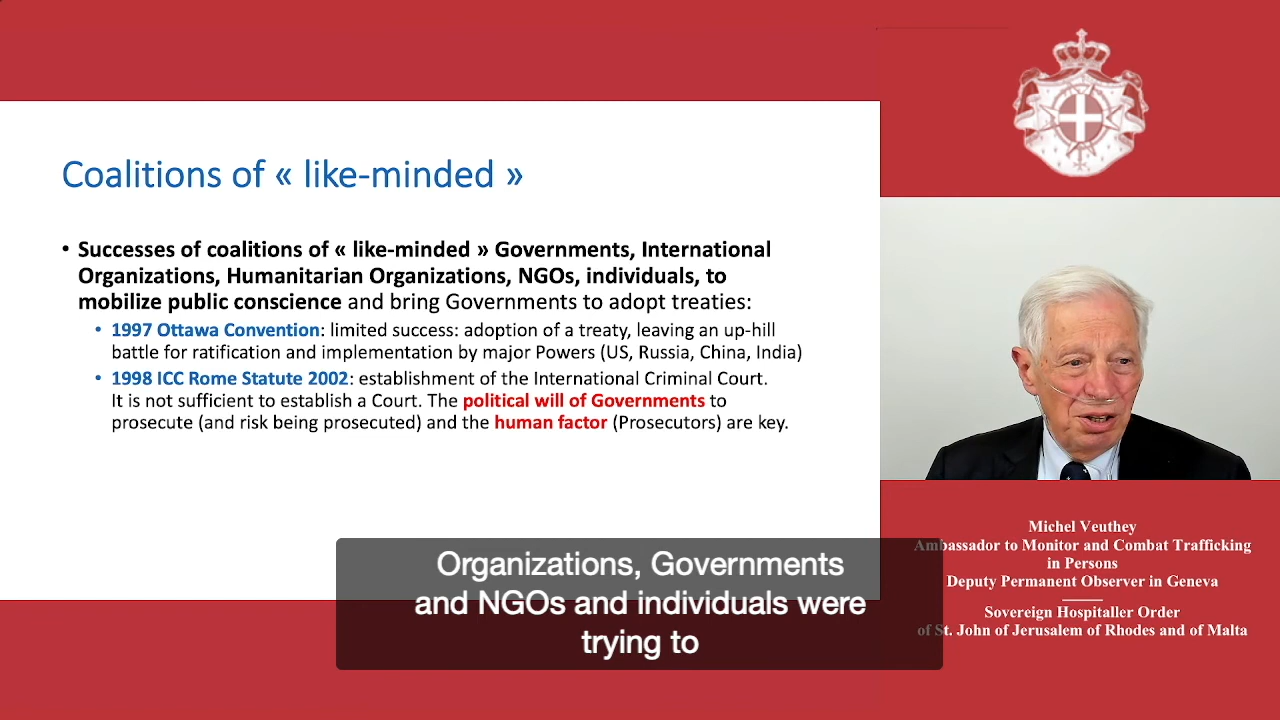 Coalitions of « like-minded »
• Successes of coalitions of « like-minded » Governments, International
Organizations, Humanitarian Organizations, NGOs, individuals, to
mobilize public conscience and bring Governments to adopt treaties:
• 1997 Ottawa Convention: limited success: adoption of a treaty, leaving an up-hill
battle for ratification and implementation by major Powers (US, Russia, China, India)
• 1998 ICC Rome Statute 2002: establishment of the International Criminal Court.
It is not sufficient to establish a Court. The political will of Governments to
prosecute (and risk being prosecuted) and the human factor (Prosecutors) are key.
Michel Veuthey
Ambassador to Monitor and Combat Trafficking
in Persons
Deputy Permanent Observer in Geneva
Sovereign Hospitaller Order
of St. John of Jerusalem of Rhodes and of Malta
Organizations, Governments
and NGOs and individuals were
trying to